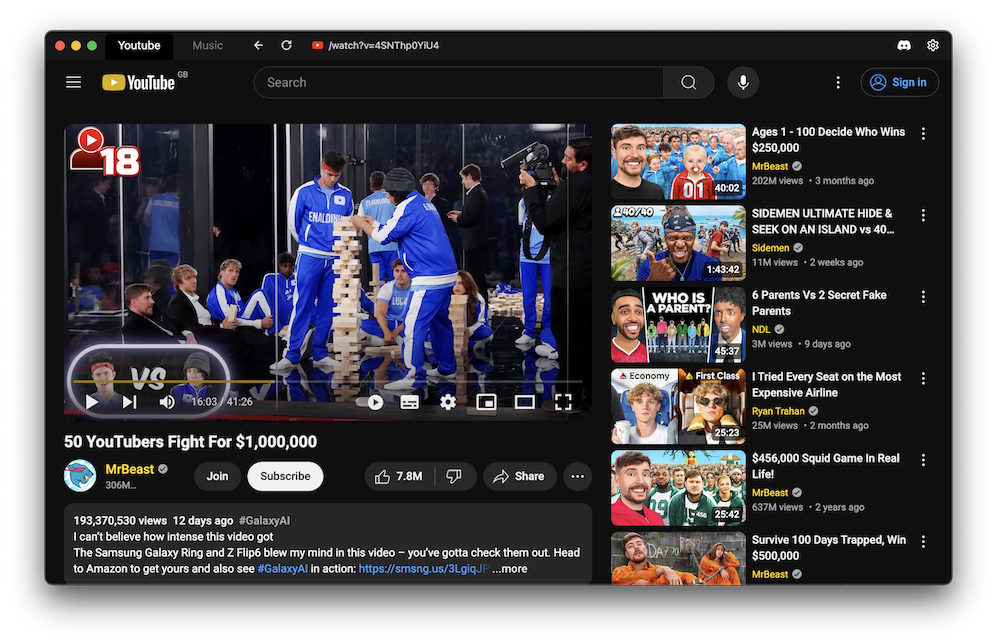 Youtube
Music
/watch?v=4SNThp0YiU4
YouTube GB
Search
Sign in
18
ENALDIN
VS
16:03 / 41:26
50 YouTubers Fight For $1,000,000
MrBeast
306M...
Join
Subscribe
7.8M
Share
193,370,530 views 12 days ago #GalaxyAI
I can't believe how intense this video got
The Samsung Galaxy Ring and Z Flip6 blew my mind in this video – you've gotta check them out. Head
to Amazon to get yours and also see #GalaxyAI in action: https://smsng.us/3LgiqJP ...more
01
40:02
Ages 1 - 100 Decide Who Wins
$250,000
MrBeast
202M views • 3 months ago
40/40
1:43:42
SIDEMEN ULTIMATE HIDE &
SEEK ON AN ISLAND vs 40...
Sidemen
11M views • 2 weeks ago
WHO IS
A PARENT?
45:37
6 Parents Vs 2 Secret Fake
Parents
NDL
3M views • 9 days ago
Economy
First Class
25:23
I Tried Every Seat on the Most
Expensive Airline
Ryan Trahan
25M views • 2 months ago
25:42
$456,000 Squid Game In Real
Life!
MrBeast
637M views • 2 years ago
DAY 70
Survive 100 Days Trapped, Win
$500,000
MrBeast